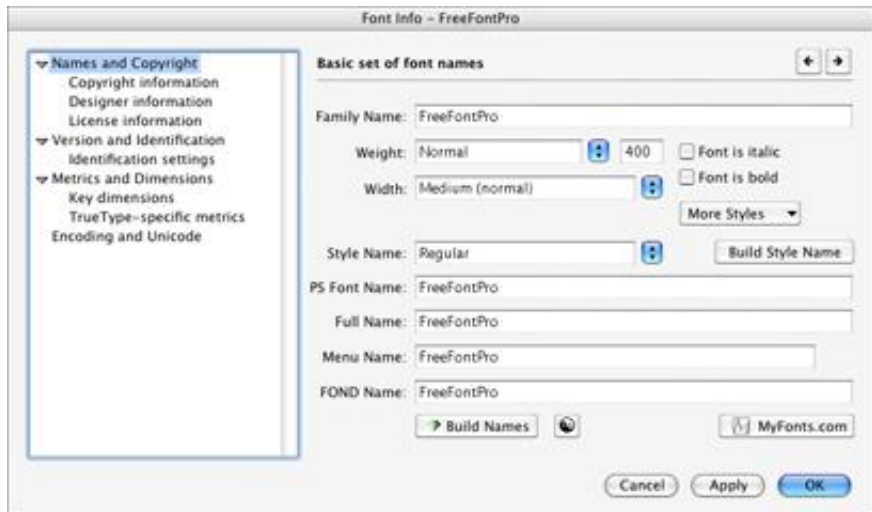 Font Info – FreeFontPro
Names and Copyright
Copyright information
Designer information
License information
Version and Identification
Identification settings
Metrics and Dimensions
Key dimensions
TrueType-specific metrics
Encoding and Unicode
Basic set of font names
Family Name: FreeFontPro
Weight: Normal 400 Font is italic
Font is bold
Width: Medium (normal)
More Styles
Style Name: Regular Build Style Name
PS Font Name: FreeFontPro
Full Name: FreeFontPro
Menu Name: FreeFontPro
FOND Name: FreeFontPro
Build Names MyFonts.com
Cancel Apply OK